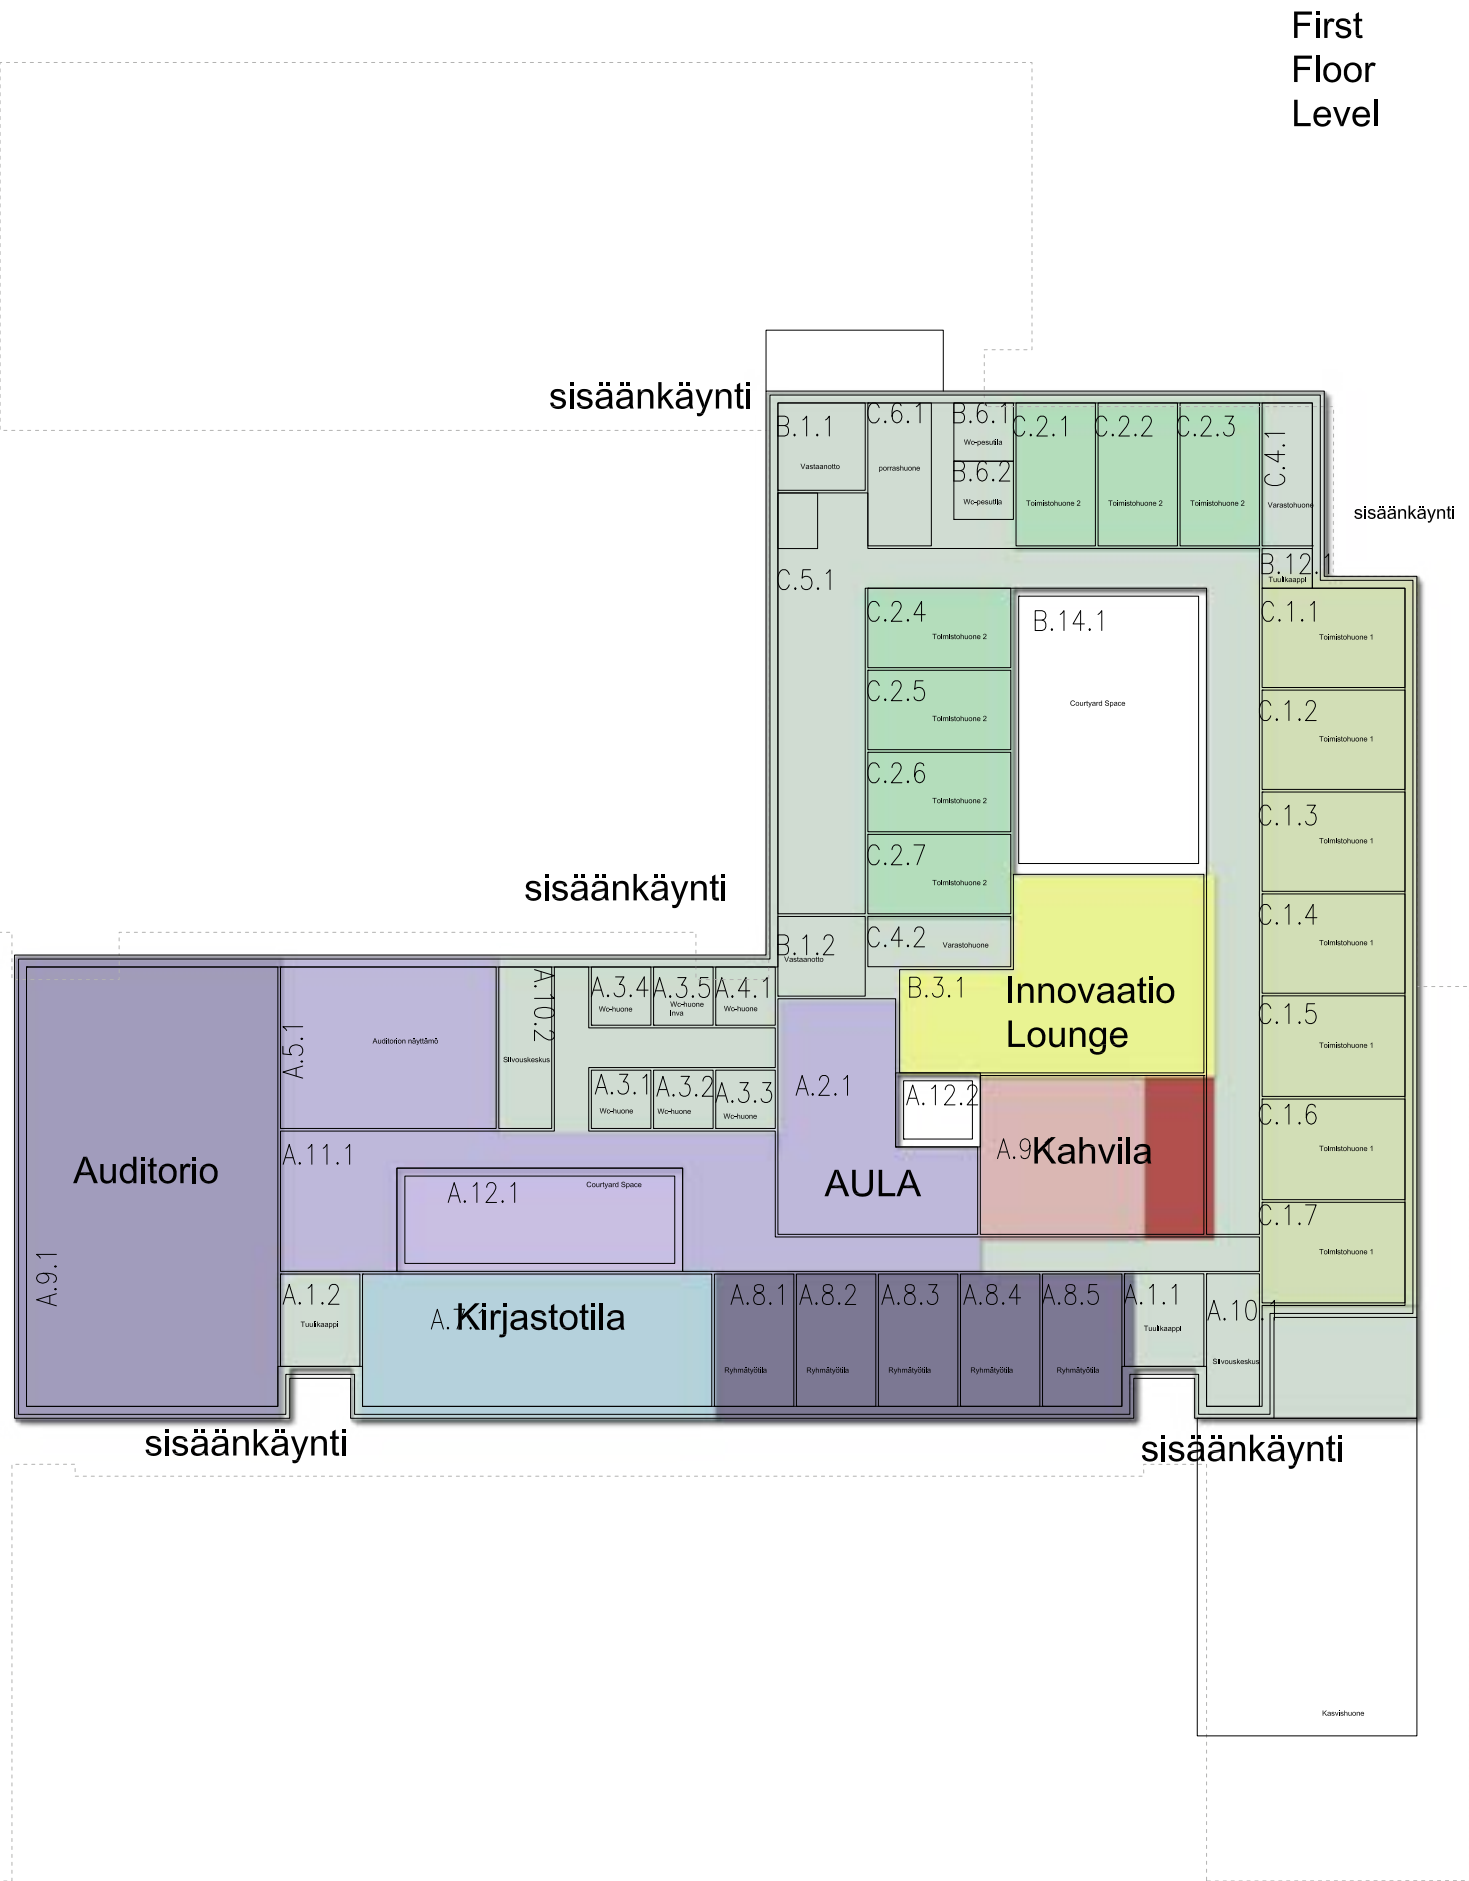 First
Floor
Level
sisäänkäynti
B.1.1
Vastaanotto
C.6.1
porrashuone
B.6.1
Wc-pesutila
B.6.2
Wc-pesutila
C.2.1
Toimistohuone 2
C.2.2
Toimistohuone 2
C.2.3
Toimistohuone 2
C.4.1
Varastohuone
sisäänkäynti
B.12.1
Tuulikaappi
C.5.1
C.2.4
Toimistohuone 2
C.2.5
Toimistohuone 2
C.2.6
Toimistohuone 2
C.2.7
Toimistohuone 2
B.14.1
Courtyard Space
C.1.1
Toimistohuone 1
C.1.2
Toimistohuone 1
C.1.3
Toimistohuone 1
C.1.4
Toimistohuone 1
C.1.5
Toimistohuone 1
C.1.6
Toimistohuone 1
C.1.7
Toimistohuone 1
sisäänkäynti
B.1.2
Vastaanotto
C.4.2
Varastohuone
B.3.1
Innovaatio
Lounge
A.5.1
Auditorion näyttämö
A.10.2
Siivouskeskus
A.3.4
Wc-huone
A.3.5
Wc-huone
Inva
A.4.1
Wc-huone
A.3.1
Wc-huone
A.3.2
Wc-huone
A.3.3
Wc-huone
A.2.1
AULA
A.12.2
A.9
Kahvila
Auditorio
A.9.1
A.11.1
A.12.1
Courtyard Space
A.1.2
Tuulikaappi
A.7.1
Kirjastotila
A.8.1
Ryhmätyötila
A.8.2
Ryhmätyötila
A.8.3
Ryhmätyötila
A.8.4
Ryhmätyötila
A.8.5
Ryhmätyötila
A.1.1
Tuulikaappi
A.10.1
Siivouskeskus
sisäänkäynti
sisäänkäynti
Kasvishuone